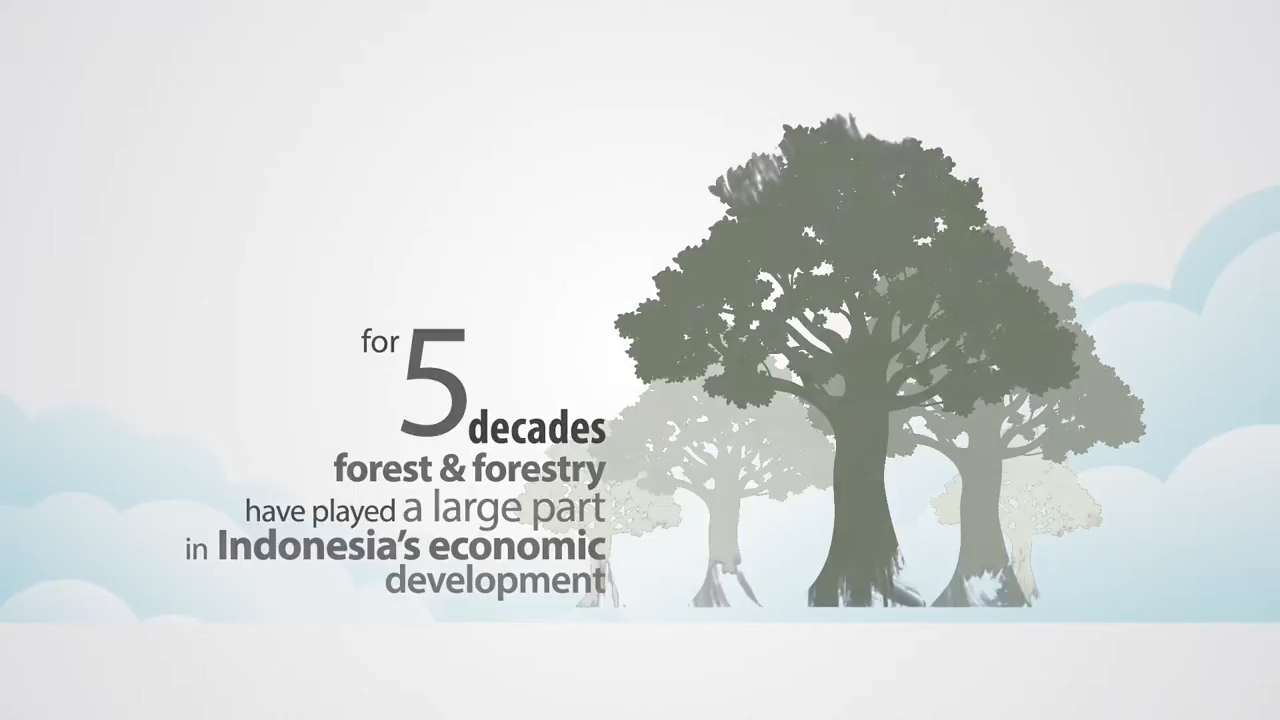 for 5 decades
forest & forestry
have played a large part
in Indonesia's economic
development